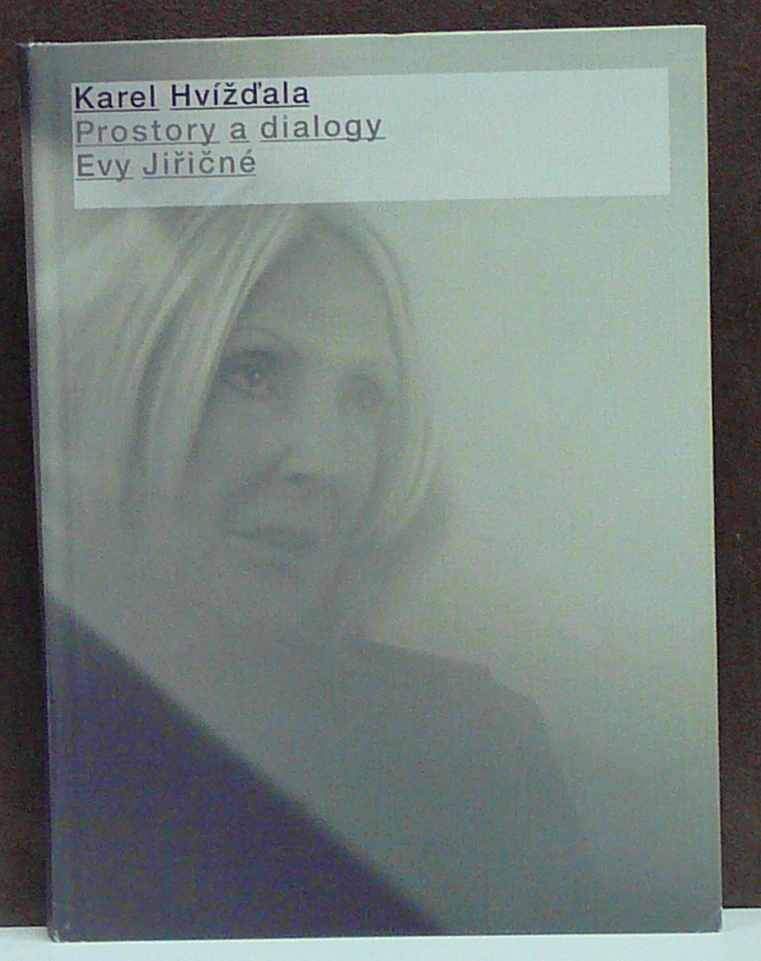 Karel Hvížďala
Prostory a dialogy
Evy Jiřičné